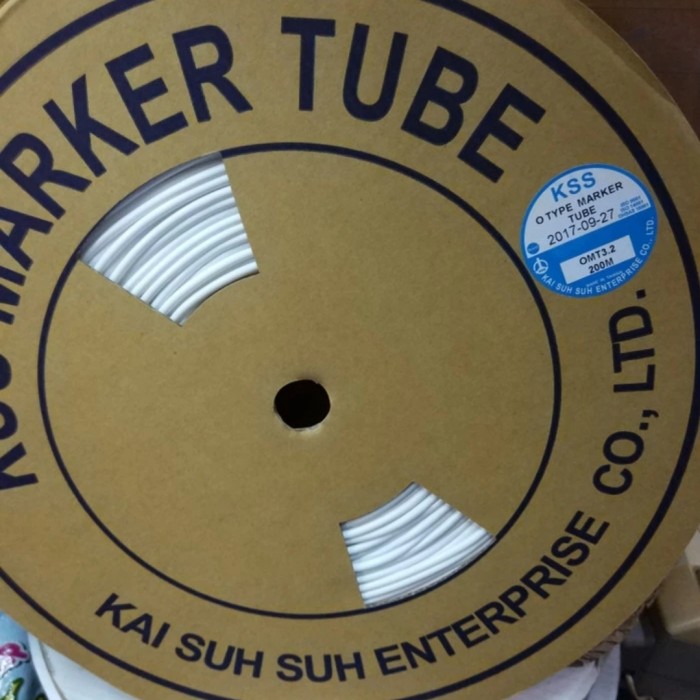 KSS MARKER TUBE
KSS
O TYPE MARKER
TUBE
2017-09-27
OMT3.2
200M
KAI SUH SUH ENTERPRISE CO., LTD.
KAI SUH SUH ENTERPRISE CO., LTD.